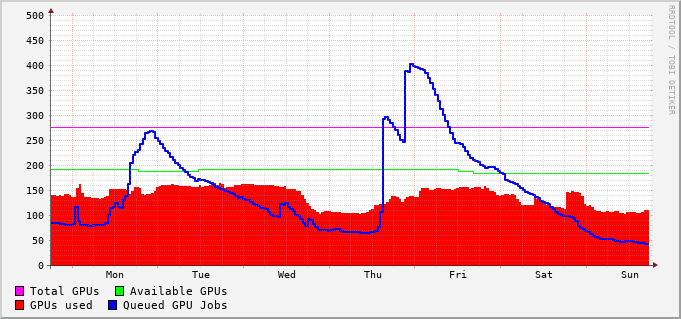 500
450
400
350
300
250
200
150
100
50
0
Mon Tue Wed Thu Fri Sat Sun
Total GPUs Available GPUs
GPUs used Queued GPU Jobs
RRDTOOL / TOBI OETIKER